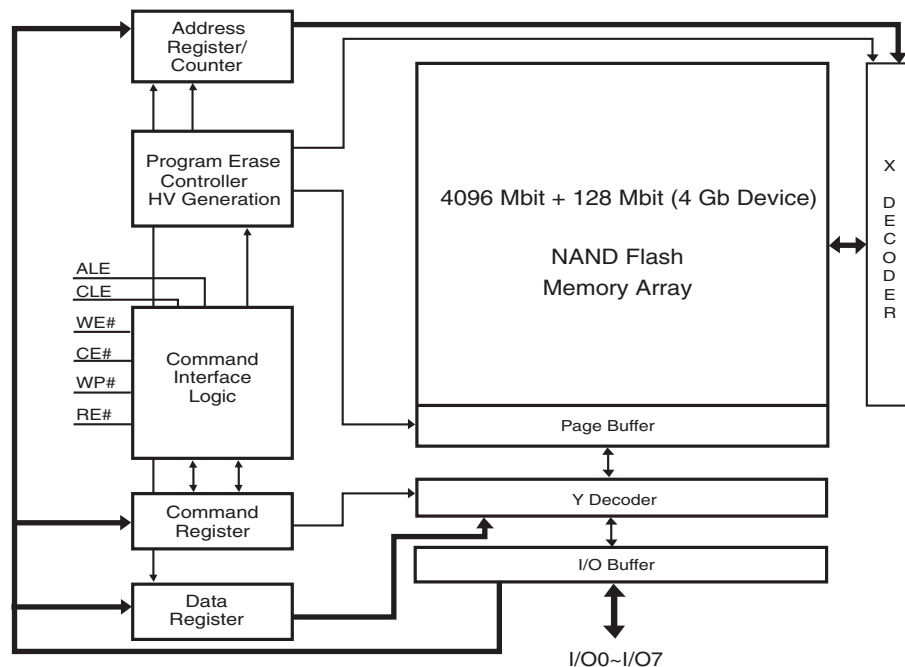 Address
Register/
Counter
Program Erase
Controller
HV Generation
4096 Mbit + 128 Mbit (4 Gb Device)
NAND Flash
Memory Array
X
D
E
C
O
D
E
R
ALE
CLE
WE#
CE#
WP#
RE#
Command
Interface
Logic
Page Buffer
Y Decoder
Command
Register
I/O Buffer
Data
Register
I/O0~I/O7